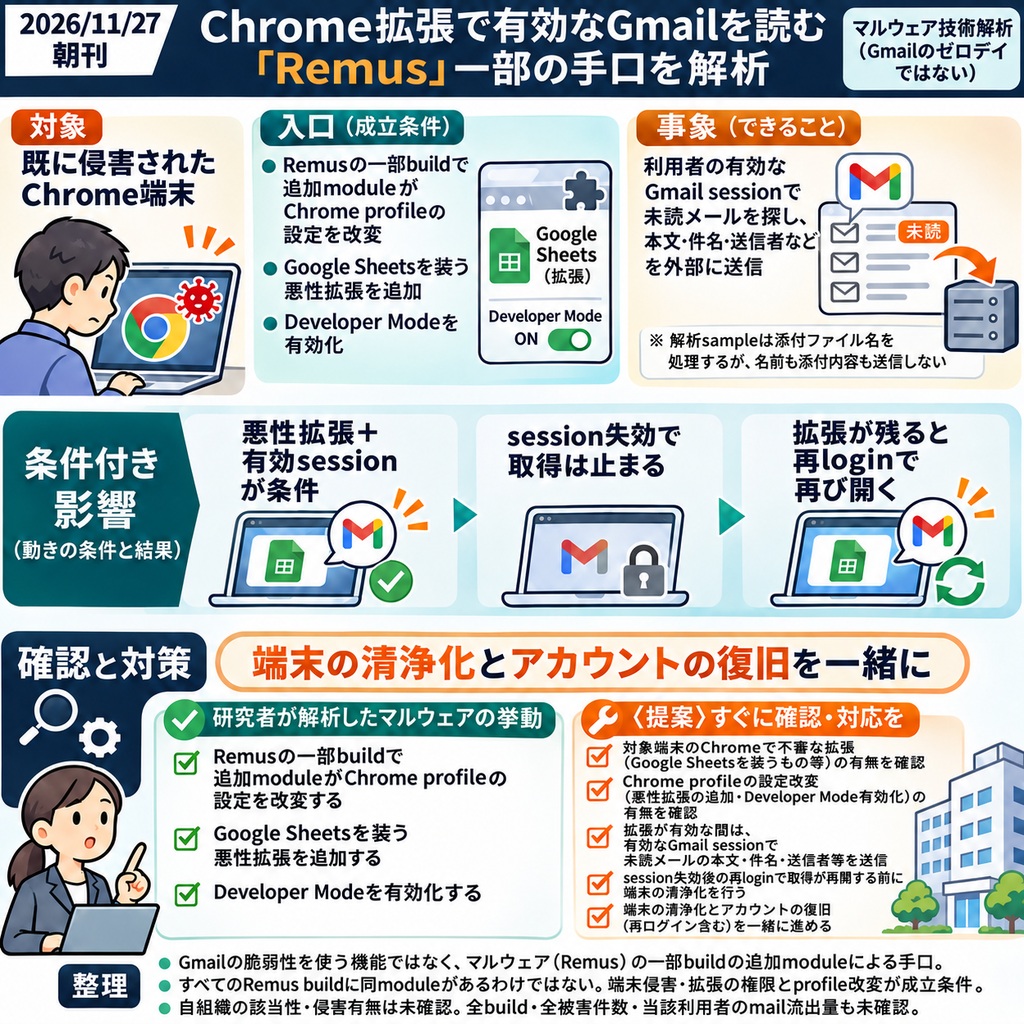 2026/11/27
朝刊
Chrome拡張で有効なGmailを読む
「Remus」一部の手口を解析
マルウェア技術解析
（Gmailのゼロデイ
ではない）
対象
既に侵害された
Chrome端末
入口（成立条件）
Remusの一部buildで
追加moduleが
Chrome profileの
設定を改変
Google Sheetsを装う
悪性拡張を追加
Developer Modeを
有効化
Google
Sheets
（拡張）
Developer Mode
ON
事象（できること）
利用者の有効な
Gmail sessionで
未読メールを探し、
本文・件名・送信者など
を外部に送信
未読
※ 解析sampleは添付ファイル名を
処理するが、名前も添付内容も送信しない
条件付き
影響
（動きの条件と結果）
悪性拡張＋
有効session
が条件
session失効で
取得は止まる
拡張が残ると
再loginで
再び開く
確認と対策
端末の清浄化とアカウントの復旧を一緒に
研究者が解析したマルウェアの挙動
Remusの一部buildで
追加moduleがChrome profileの
設定を改変する
Google Sheetsを装う
悪性拡張を追加する
Developer Modeを有効化する
〈提案〉すぐに確認・対応を
対象端末のChromeで不審な拡張
（Google Sheetsを装うもの等）の有無を確認
Chrome profileの設定改変
（悪性拡張の追加・Developer Mode有効化）の
有無を確認
拡張が有効な間は、
有効なGmail sessionで
未読メールの本文・件名・送信者等を送信
session失効後の再loginで取得が再開する前に
端末の清浄化を行う
端末の清浄化とアカウントの復旧
（再ログイン含む）を一緒に進める
整理
Gmailの脆弱性を使う機能ではなく、マルウェア（Remus）の一部buildの追加moduleによる手口。
すべてのRemus buildに同moduleがあるわけではない。端末侵害・拡張の権限とprofile改変が成立条件。
自組織の該当性・侵害有無は未確認。全build・全被害件数・当該利用者のmail流出量も未確認。